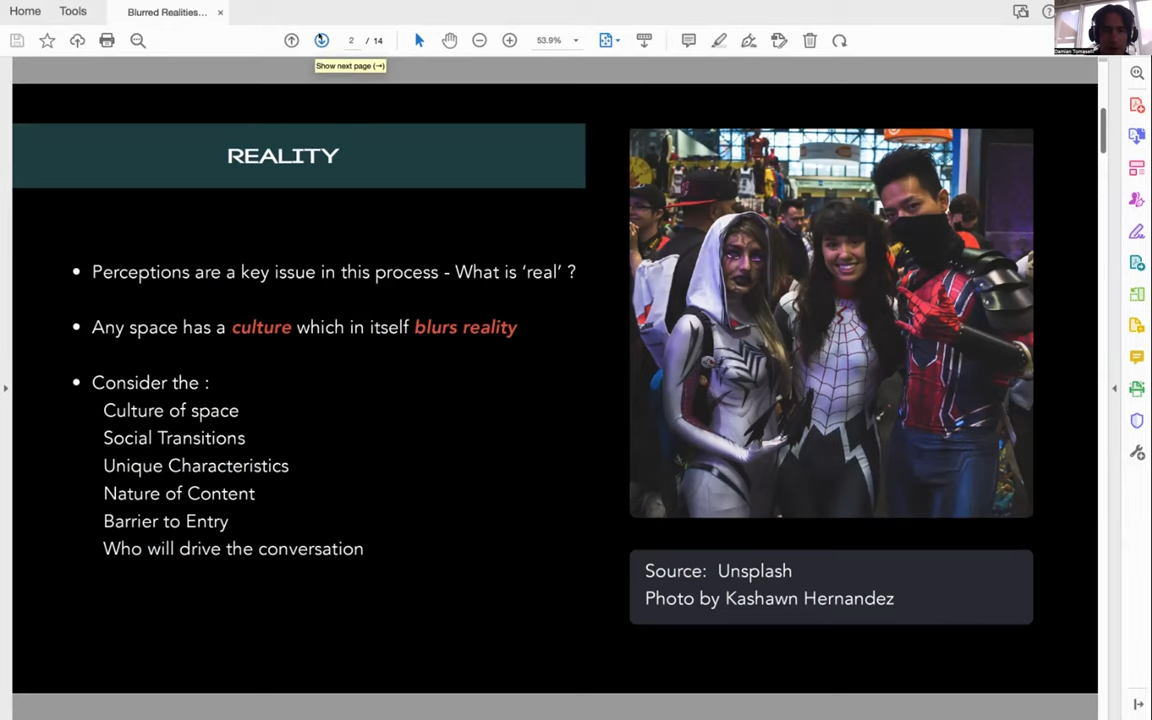 Home
Tools
Blurred Realities... ×
2 / 14
53.9%
Show next page (→)
REALITY
• Perceptions are a key issue in this process - What is ‘real’ ?
• Any space has a culture which in itself blurs reality
• Consider the :
Culture of space
Social Transitions
Unique Characteristics
Nature of Content
Barrier to Entry
Who will drive the conversation
Source: Unsplash
Photo by Kashawn Hernandez